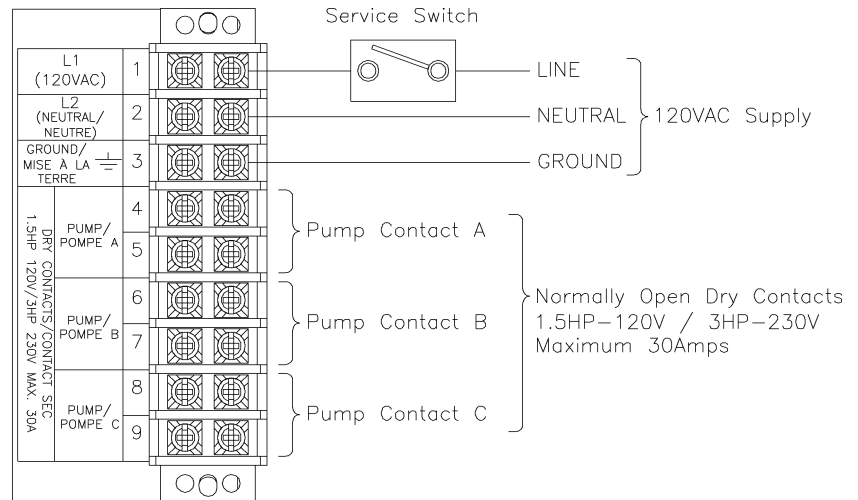 Service Switch
L1
(120VAC)
1
LINE
L2
(NEUTRAL/
NEUTRE)
2
NEUTRAL
120VAC Supply
GROUND/
MISE À LA
TERRE
3
GROUND
DRY CONTACTS/CONTACT SEC
1.5HP 120V/3HP 230V MAX. 30A
PUMP/
POMPE A
4
5
Pump Contact A
PUMP/
POMPE B
6
7
Pump Contact B
Normally Open Dry Contacts
1.5HP-120V / 3HP-230V
Maximum 30Amps
PUMP/
POMPE C
8
9
Pump Contact C